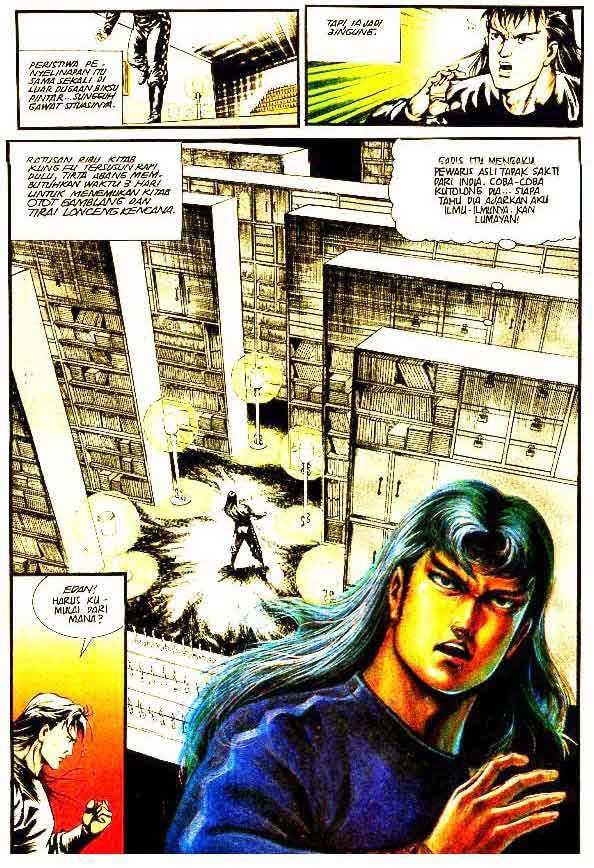 PERISTIWA PE-
NYELINAPAN ITU
SAMA SEKALI DI
LUAR DUGAAN BIKSU
PINTAR... SUNGGUH
GAWAT SITUASINYA.
TAPI, IA JADI
BINGUNG.
RATUSAN RIBU KITAB
KUNG FU TERSUSUN RAPI
DULU, TIRTA UBANG MEM-
BUTUHKAN WAKTU 3 HARI
UNTUK MENEMUKAN KITAB
OTOT GAMBLANG DAN
TIRAI LONCENG KENCANA.
GADIS ITU MENGAKU
PEWARIS ASLI TAPAK SAKTI
DARI INDIA. COBA-COBA
KUTOLONG DIA... SIAPA
TAHU DIA AJARKAN AKU
ILMU-ILMUNYA. KAN
LUMAYAN!
EDAN!
HARUS KU-
MULAI DARI
MANA?